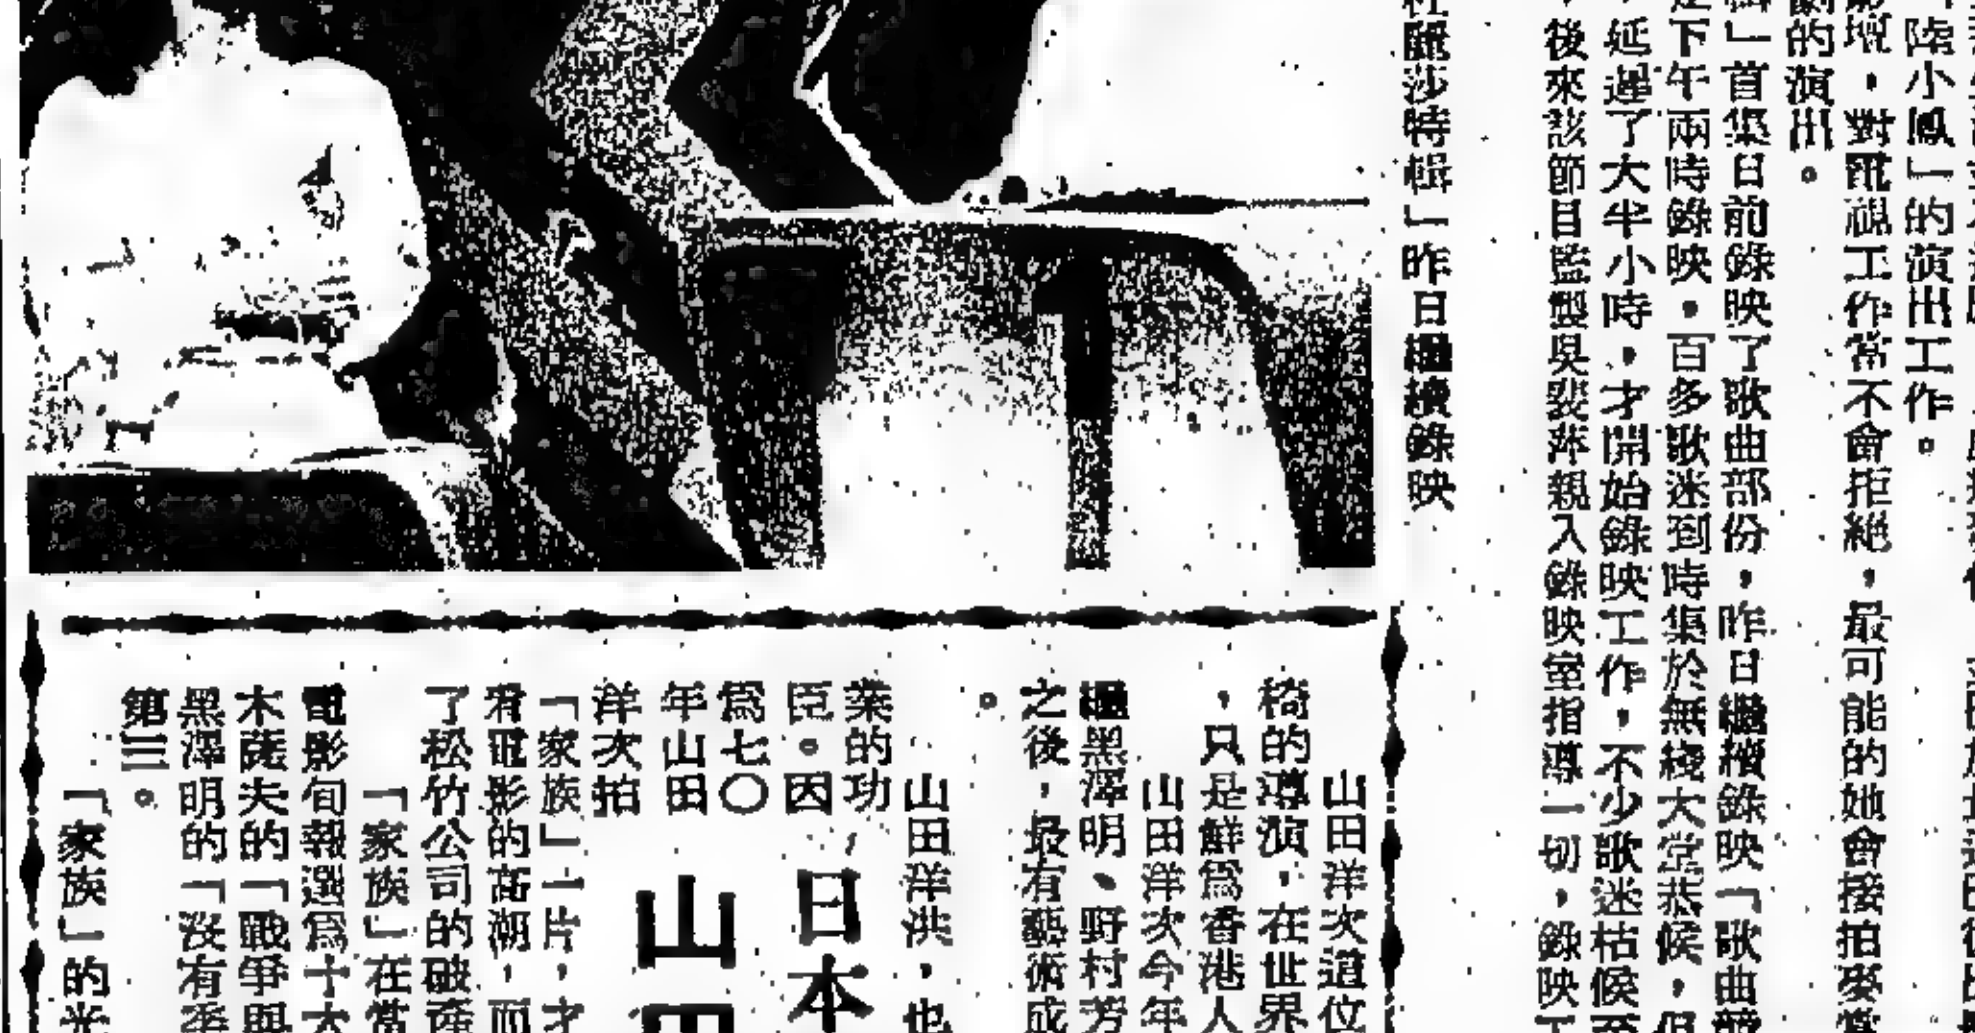 陸小鳳」的演出工作。
影壇，對電視工作常不會拒絕，最可能的她會接拍麥當
劇的演出。
輯」首集日前錄映了歌曲部份，昨日繼續錄映「歌曲
是下午兩時錄映，百多歌迷到時集於無綫大堂恭候，但
，延遲了大半小時，才開始錄映工作，不少歌迷枯候至
，後來該節目監製吳裴萍親入錄映室指導一切，錄映工
杜麗莎特輯」昨日繼續錄映
山田洋次這位
椅的導演，在世界
，只是鮮為香港人
山田洋次今年
繼黑澤明、野村芳
之後，最有藝術成
。
山田洋洪，也
業的功
臣。因
為七〇
年山田
洋次拍
日本
山田
「家族」一片，才
有電影的高潮，而
了松竹公司的破產
「家族」在當
電影旬報選為十大
木薩夫的「戰爭與
黑澤明的「沒有季
第三。
「家族」的光